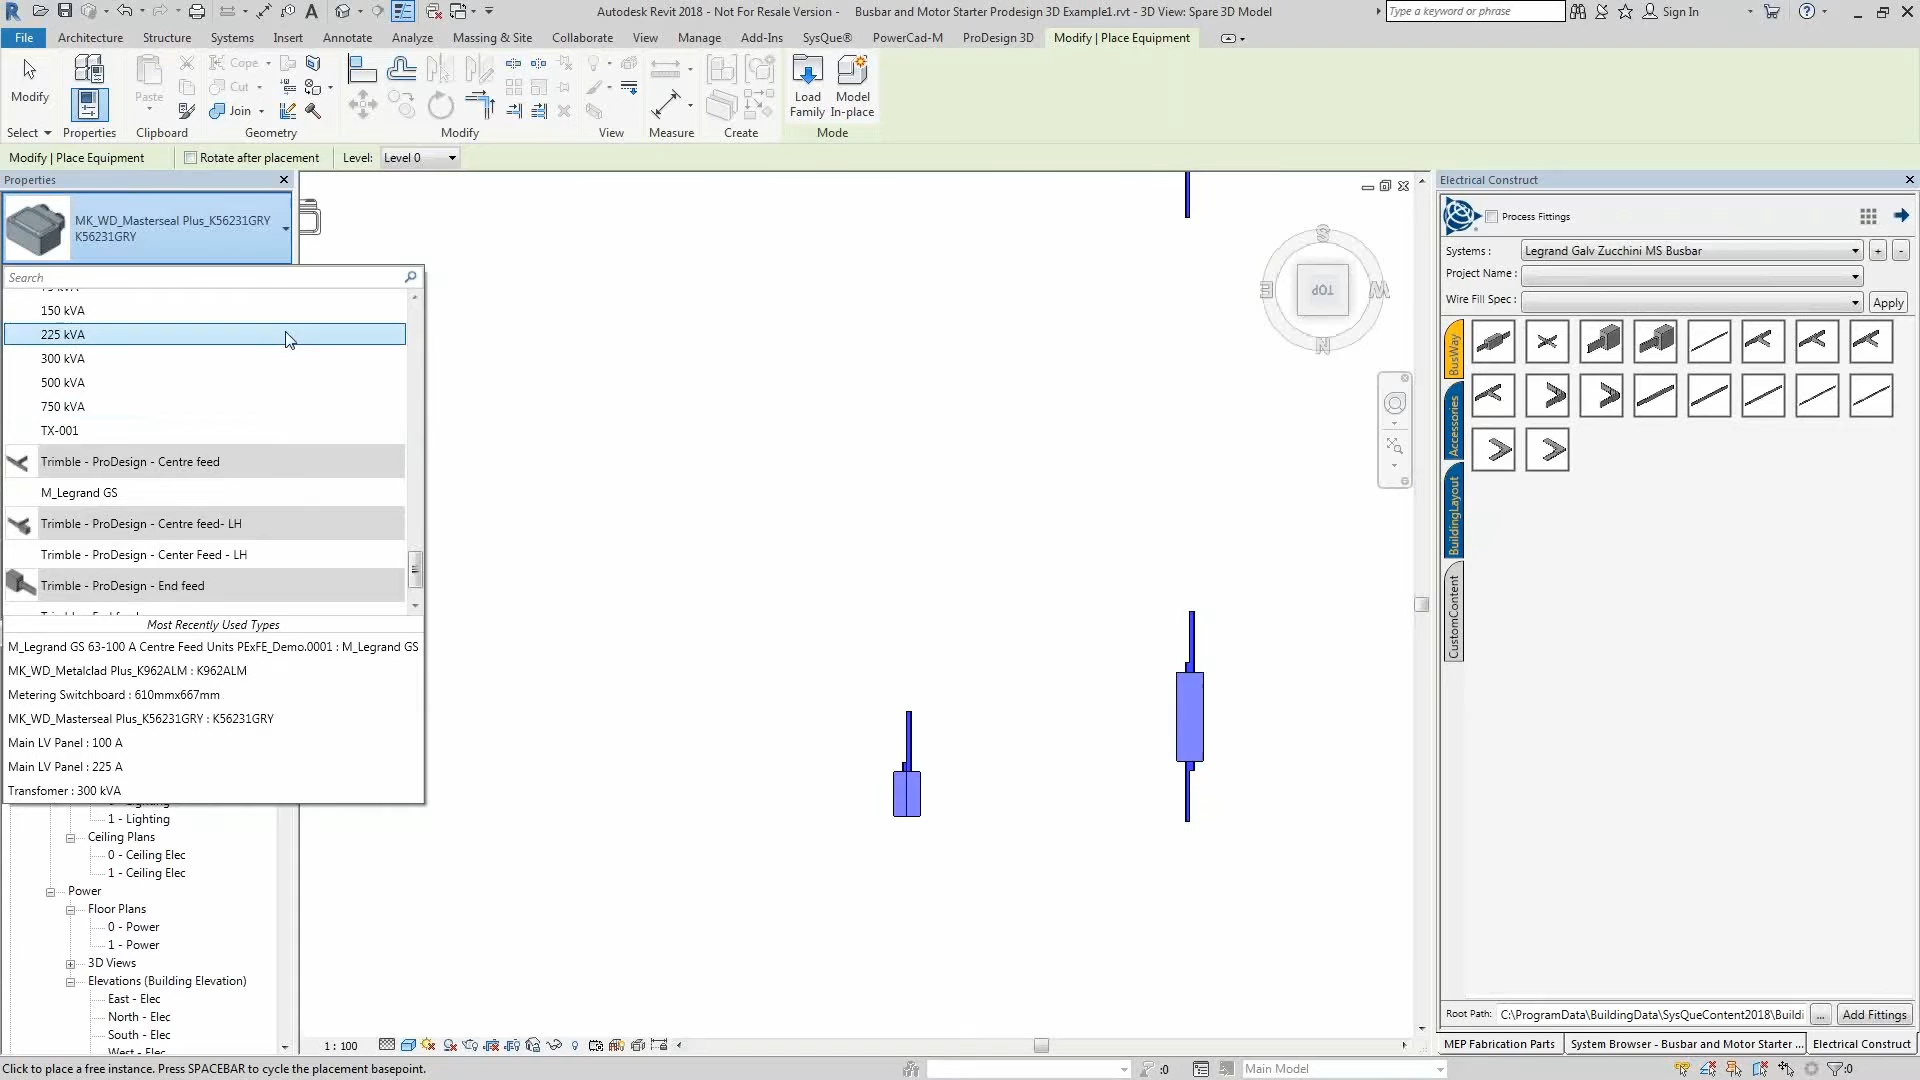 Autodesk Revit 2018 - Not For Resale Version - Busbar and Motor Starter Prodesign 3D Example1.rvt - 3D View: Spare 3D Model
Type a keyword or phrase
Sign In
File Architecture Structure Systems Insert Annotate Analyze Massing & Site Collaborate View Manage Add-Ins SysQue® PowerCad-M ProDesign 3D Modify | Place Equipment
Modify
Paste
Cope
Cut
Join
Load Family
Model In-place
Select Properties Clipboard Geometry Modify View Measure Create Mode
Modify | Place Equipment
Rotate after placement
Level: Level 0
Properties
MK_WD_Masterseal Plus_K56231GRY
K56231GRY
Search
150 kVA
225 kVA
300 kVA
500 kVA
750 kVA
TX-001
Trimble - ProDesign - Centre feed
M_Legrand GS
Trimble - ProDesign - Centre feed- LH
Trimble - ProDesign - Center Feed - LH
Trimble - ProDesign - End feed
Most Recently Used Types
M_Legrand GS 63-100 A Centre Feed Units PExFE_Demo.0001 : M_Legrand GS
MK_WD_Metalclad Plus_K962ALM : K962ALM
Metering Switchboard : 610mmx667mm
MK_WD_Masterseal Plus_K56231GRY : K56231GRY
Main LV Panel : 100 A
Main LV Panel : 225 A
Transfomer : 300 kVA
1 - Lighting
Ceiling Plans
0 - Ceiling Elec
1 - Ceiling Elec
Power
Floor Plans
0 - Power
1 - Power
3D Views
Elevations (Building Elevation)
East - Elec
North - Elec
South - Elec
West - Elec
S
E
TOP
W
N
1 : 100
Electrical Construct
Process Fittings
Systems : Legrand Galv Zucchini MS Busbar
+
-
Project Name :
Wire Fill Spec :
Apply
BusWay
Accessories
BuildingLayout
CustomContent
Root Path: C:\ProgramData\BuildingData\SysQueContent2018\Buildi ... Add Fittings
MEP Fabrication Parts System Browser - Busbar and Motor Starter ... Electrical Construct
Click to place a free instance. Press SPACEBAR to cycle the placement basepoint.
:0
Main Model
:0